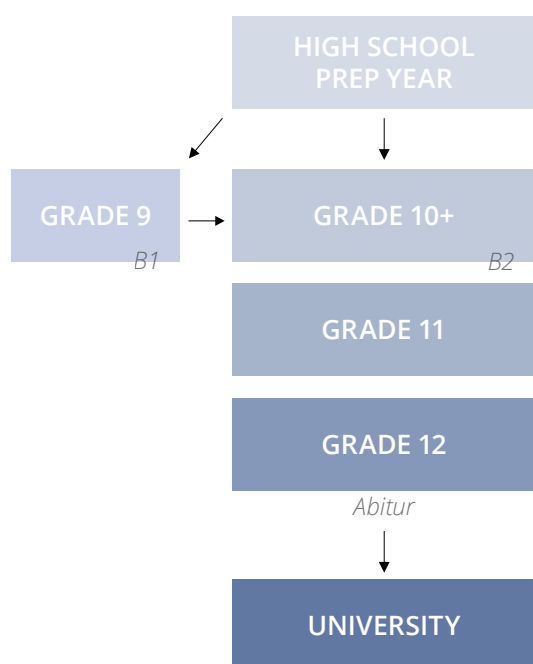 HIGH SCHOOL
PREP YEAR
GRADE 9
B1
GRADE 10+
B2
GRADE 11
GRADE 12
Abitur
UNIVERSITY